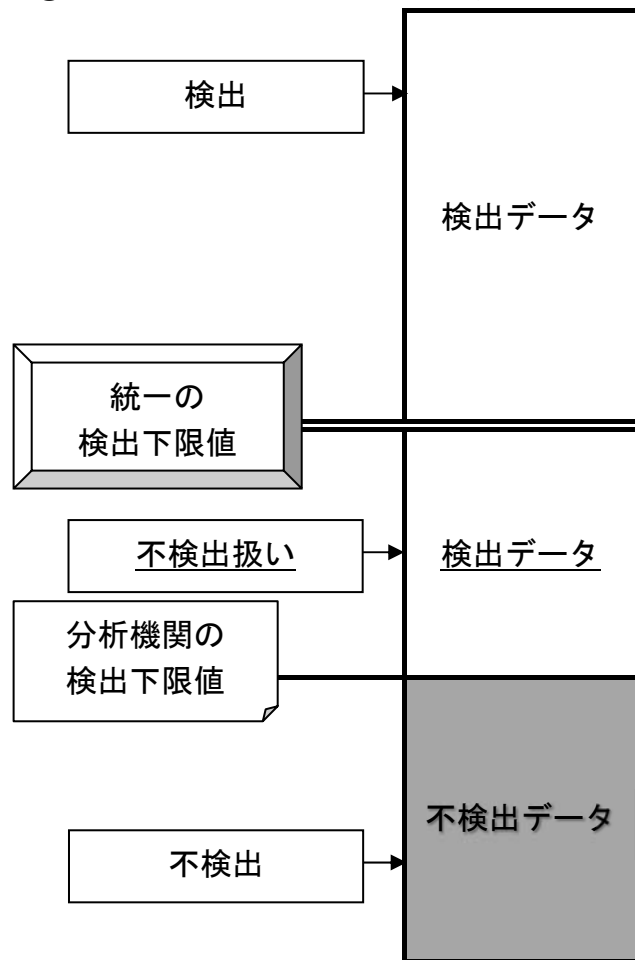 検出
検出データ
統一の
検出下限値
不検出扱い
検出データ
分析機関の
検出下限値
不検出データ
不検出